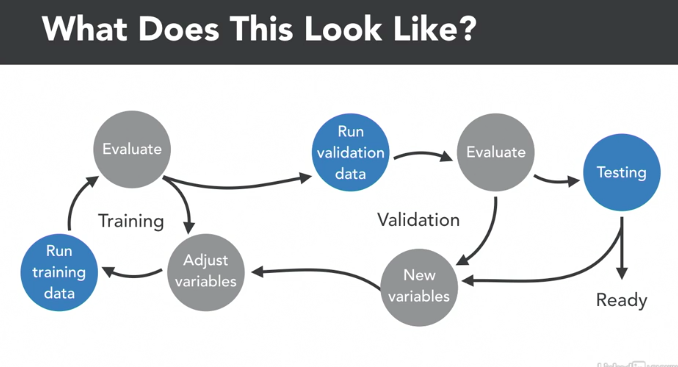 What Does This Look Like?
Evaluate
Training
Run
training
data
Adjust
variables
Run
validation
data
Evaluate
Testing
Validation
New
variables
Ready